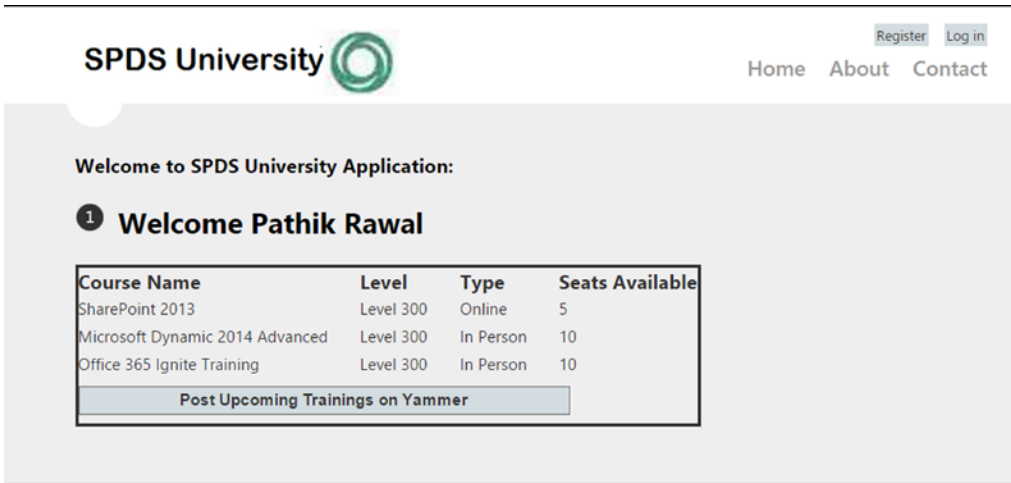 Register Log in
SPDS University
Home About Contact
Welcome to SPDS University Application:
1 Welcome Pathik Rawal
Course Name Level Type Seats Available
SharePoint 2013 Level 300 Online 5
Microsoft Dynamic 2014 Advanced Level 300 In Person 10
Office 365 Ignite Training Level 300 In Person 10
Post Upcoming Trainings on Yammer